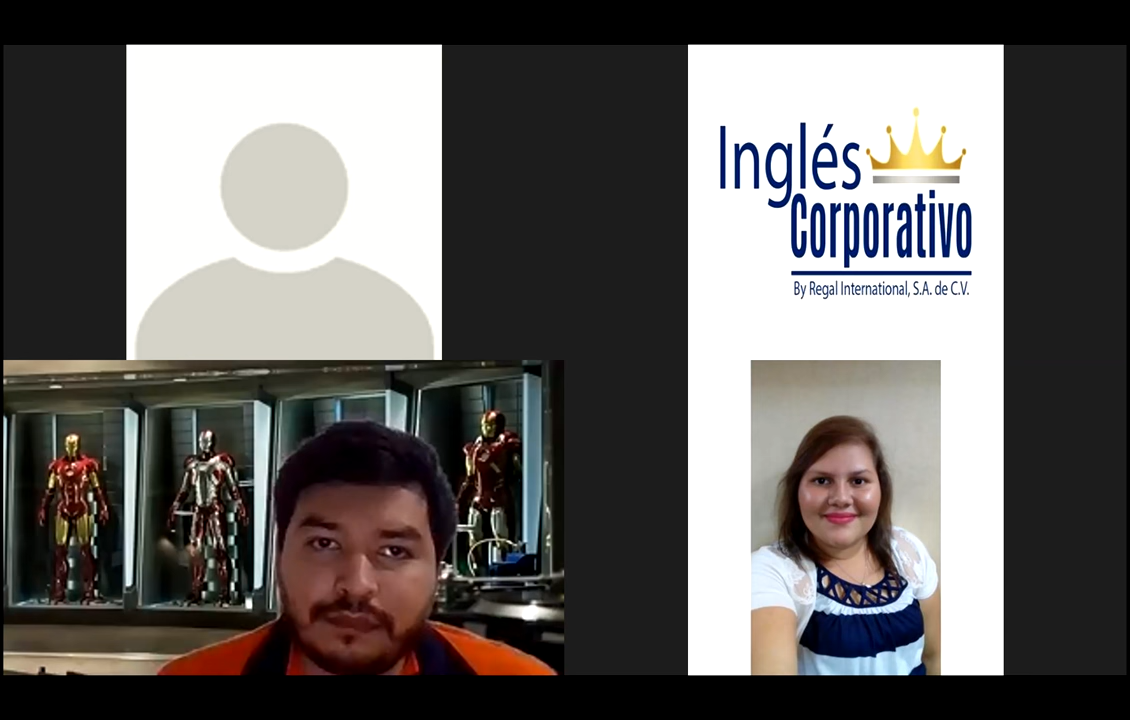 Inglés
Corporativo
By Regal International, S.A. de C.V.